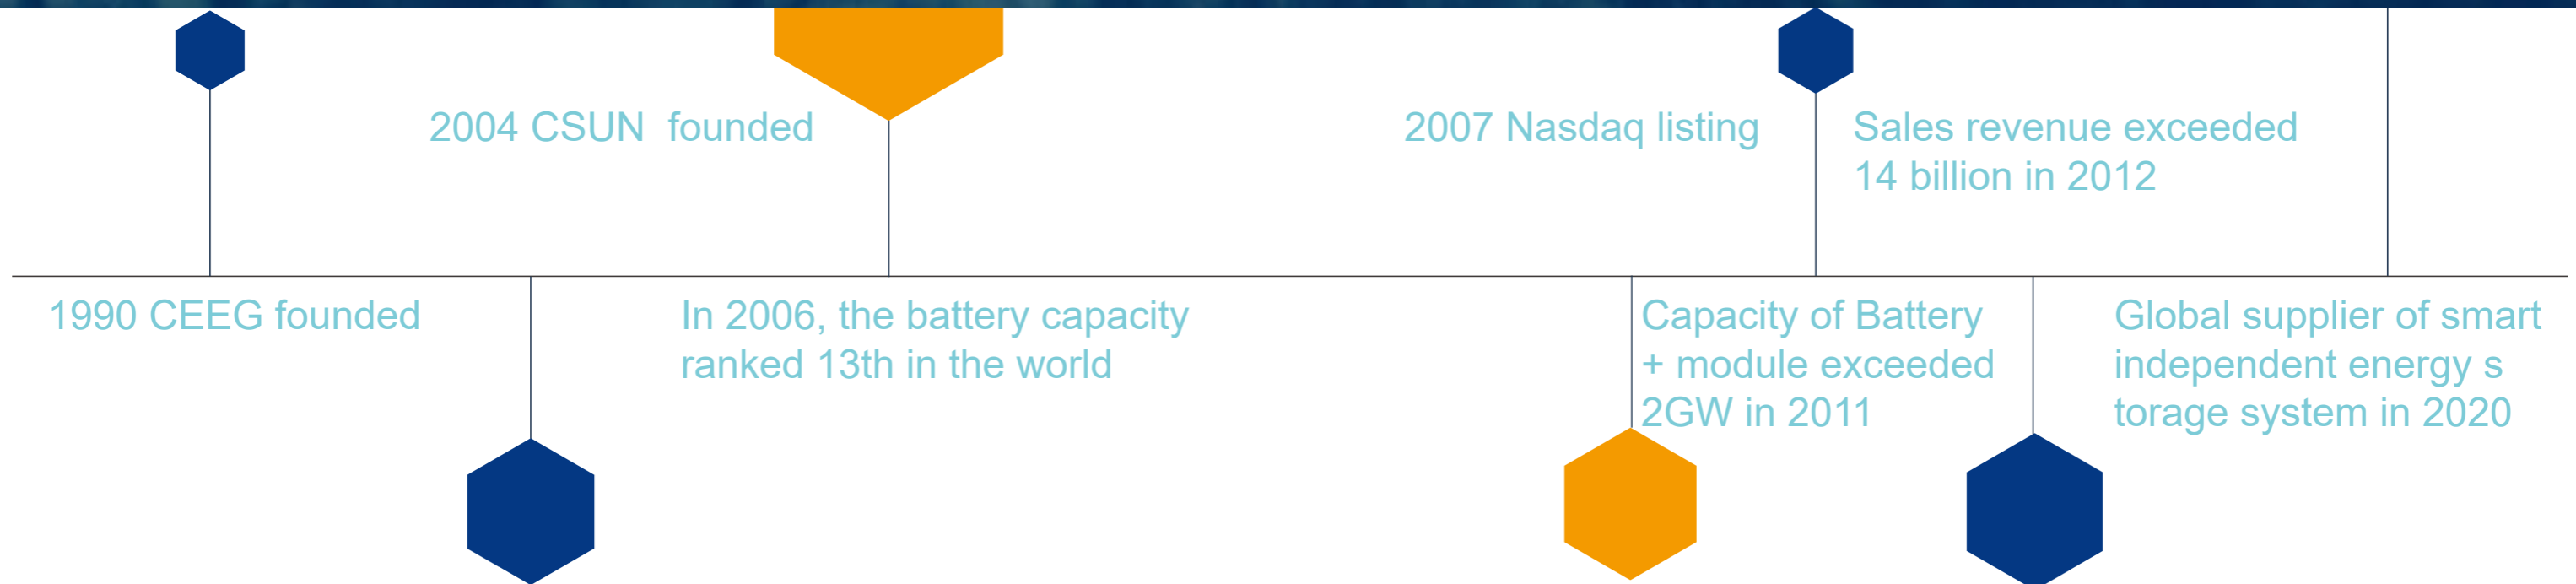 2004 CSUN  founded
2007 Nasdaq listing
Sales revenue exceeded
14 billion in 2012
1990 CEEG founded
In 2006, the battery capacity
ranked 13th in the world
Capacity of Battery
+ module exceeded
2GW in 2011
Global supplier of smart
independent energy s
torage system in 2020